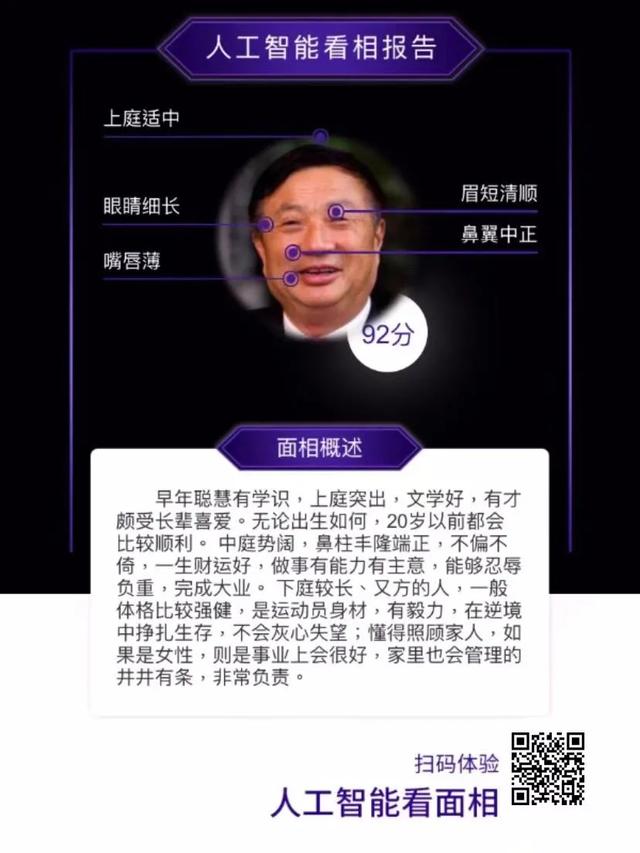 人工智能看相报告
上庭适中
眼睛细长
眉短清顺
鼻翼中正
嘴唇薄
92分
面相概述
早年聪慧有学识，上庭突出，文学好，有才
颇受长辈喜爱。无论出生如何，20岁以前都会
比较顺利。 中庭势阔，鼻柱丰隆端正，不偏不
倚，一生财运好，做事有能力有主意，能够忍辱
负重，完成大业。 下庭较长、又方的人，一般
体格比较强健，是运动员身材，有毅力，在逆境
中挣扎生存，不会灰心失望；懂得照顾家人，如
果是女性，则是事业上会很好，家里也会管理的
井井有条，非常负责。
扫码体验
人工智能看面相